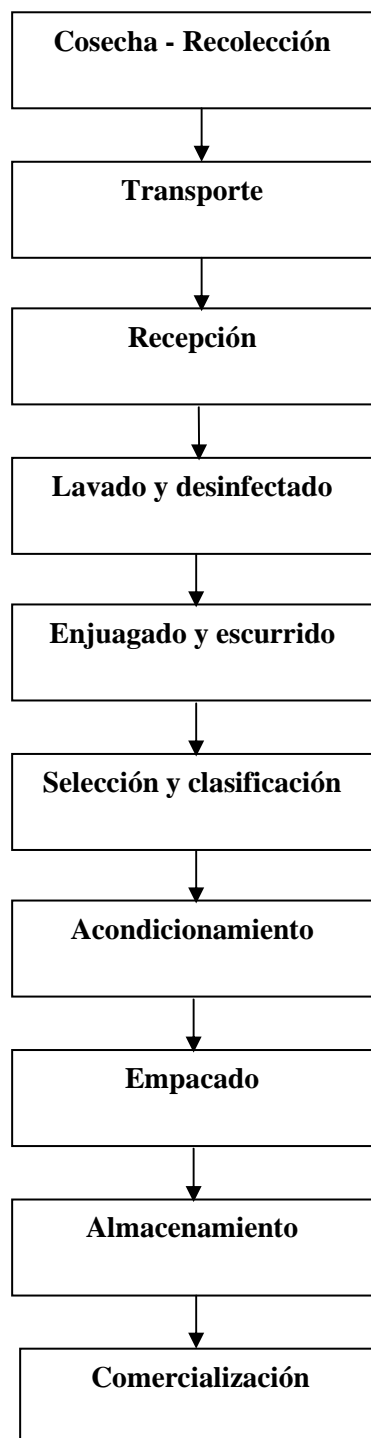 Cosecha - Recolección
Transporte
Recepción
Lavado y desinfectado
Enjuagado y escurrido
Selección y clasificación
Acondicionamiento
Empacado
Almacenamiento
Comercialización